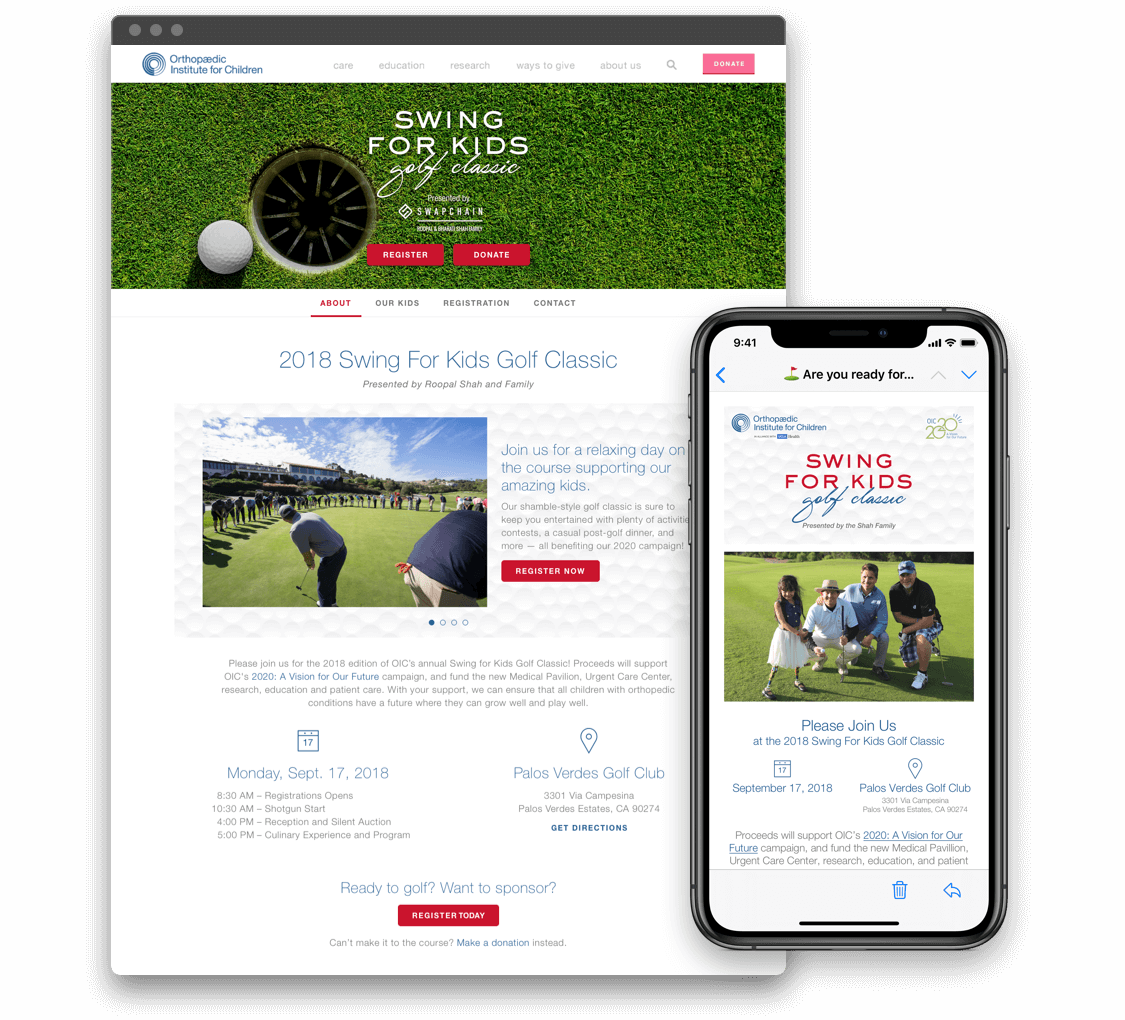 Orthopædic
Institute for Children
care
education
research
ways to give
about us
DONATE
SWING
FOR KIDS
golf classic
Presented by
SWAPCHAIN
ROOPAL & BHARAD SHAH FAMILY
REGISTER
DONATE
ABOUT
OUR KIDS
REGISTRATION
CONTACT
2018 Swing For Kids Golf Classic
Presented by Roopal Shah and Family
Join us for a relaxing day on
the course supporting our
amazing kids.
Our shamble-style golf classic is sure to
keep you entertained with plenty of activitie
contests, a casual post-golf dinner, and
more — all benefiting our 2020 campaign!
REGISTER NOW
Please join us for the 2018 edition of OIC's annual Swing for Kids Golf Classic! Proceeds will support
OIC's 2020: A Vision for Our Future campaign, and fund the new Medical Pavilion, Urgent Care Center,
research, education and patient care. With your support, we can ensure that all children with orthopedic
conditions have a future where they can grow well and play well.
17
Monday, Sept. 17, 2018
8:30 AM – Registrations Opens
10:30 AM – Shotgun Start
4:00 PM – Reception and Silent Auction
5:00 PM – Culinary Experience and Program
Palos Verdes Golf Club
3301 Via Campesina
Palos Verdes Estates, CA 90274
GET DIRECTIONS
Ready to golf? Want to sponsor?
REGISTER TODAY
Can't make it to the course? Make a donation instead.
9:41
Are you ready for...
Orthopædic
Institute for Children
IN ALLIANCE WITH UCLA Health
OIC
2020
SWING
FOR KIDS
golf classic
Presented by the Shah Family
Please Join Us
at the 2018 Swing For Kids Golf Classic
17
September 17, 2018
Palos Verdes Golf Club
3301 Via Campesina
Palos Verdes Estates, CA 90274
Proceeds will support OIC's 2020: A Vision for Our
Future campaign, and fund the new Medical Pavillion,
Urgent Care Center, research, education, and patient